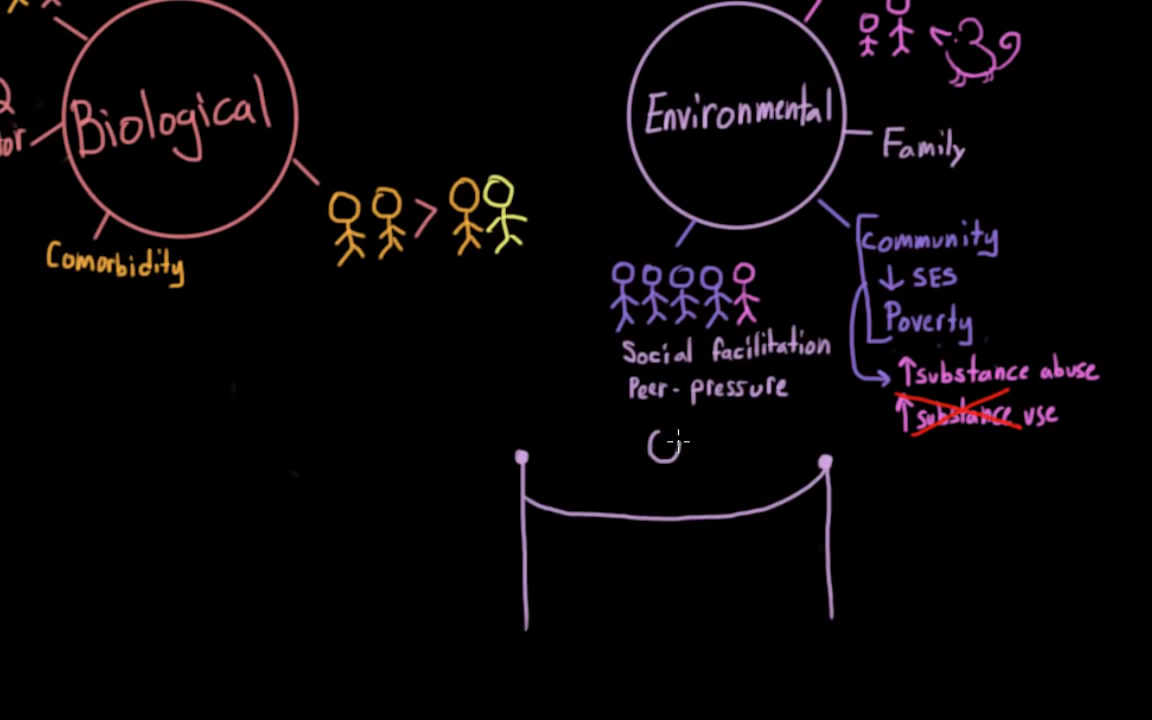 Biological
Comorbidity
>
Environmental
Family
Community
↓ SES
Poverty
↑substance abuse
↑substance use
Social facilitation
Peer-pressure